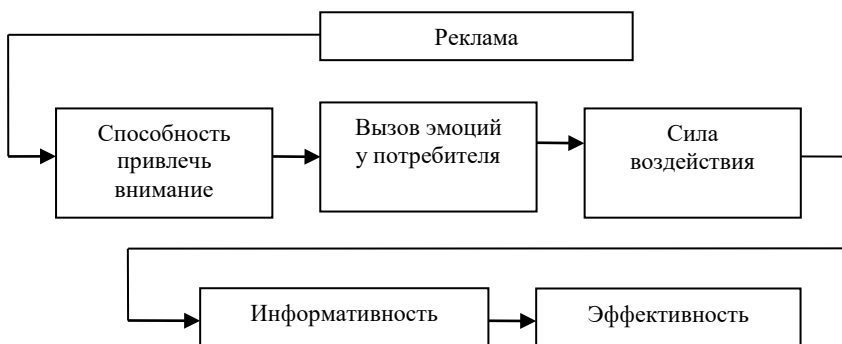 Реклама
Способность
привлечь
внимание
Вызов эмоций
у потребителя
Сила
воздействия
Информативность
Эффективность